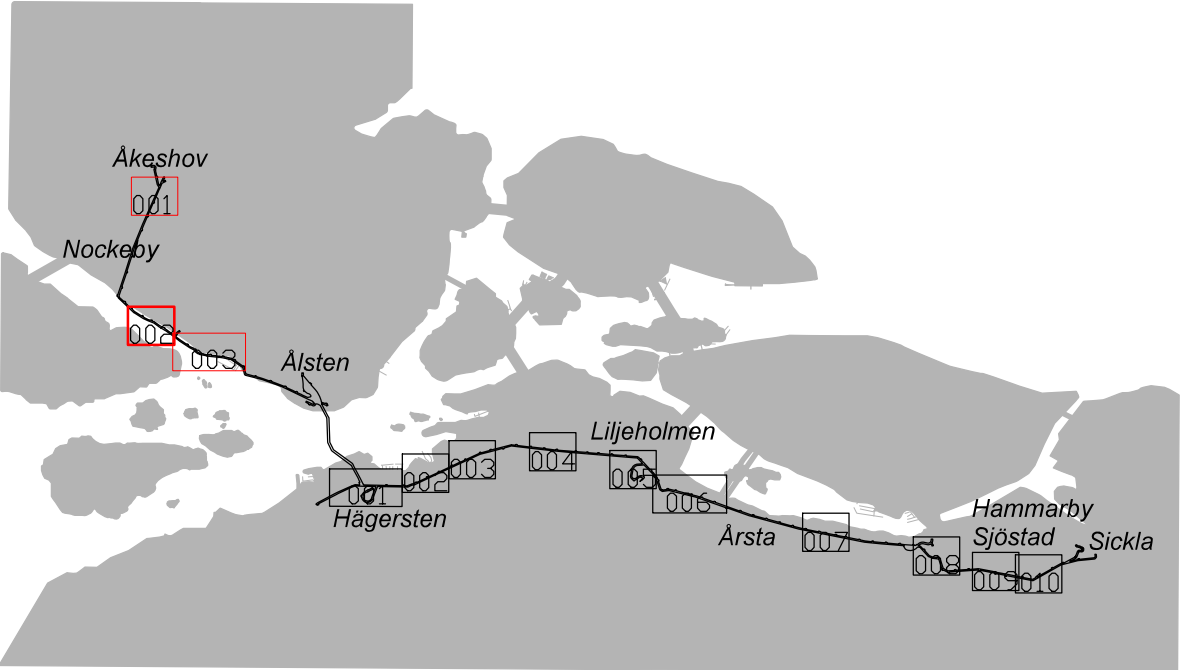 Åkeshov
001
Nockeby
002
003
Ålsten
Liljeholmen
001
002
003
004
005
006
Hägersten
Årsta
007
Hammarby
Sjöstad
Sickla
008
009
010